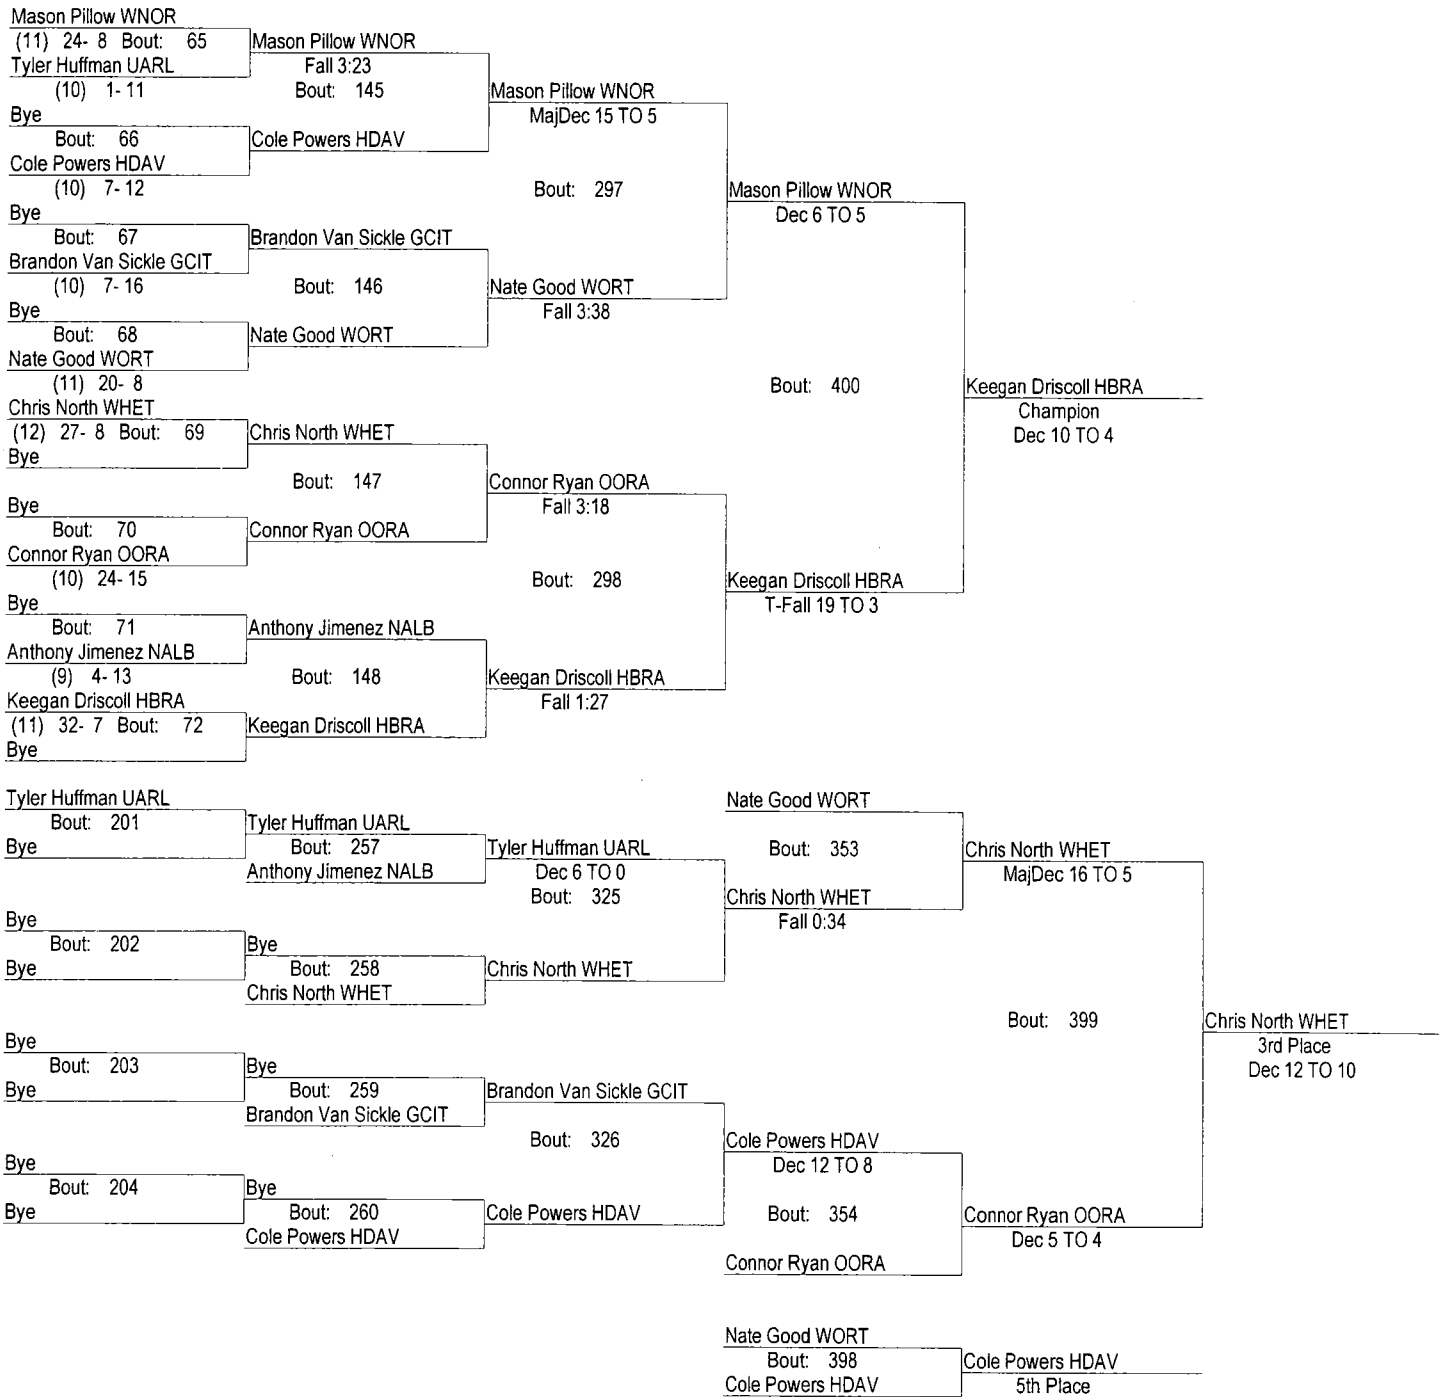 Mason Pillow WNOR
(11) 24- 8 Bout: 65
Tyler Huffman UARL
(10) 1- 11
Bye
Bout: 66
Cole Powers HDAV
(10) 7- 12
Bye
Bout: 67
Brandon Van Sickle GCIT
(10) 7- 16
Bye
Bout: 68
Nate Good WORT
(11) 20- 8
Chris North WHET
(12) 27- 8 Bout: 69
Bye
Bye
Bout: 70
Connor Ryan OORA
(10) 24- 15
Bye
Bout: 71
Anthony Jimenez NALB
(9) 4- 13
Keegan Driscoll HBRA
(11) 32- 7 Bout: 72
Bye
Mason Pillow WNOR
Fall 3:23
Bout: 145
Cole Powers HDAV
Brandon Van Sickle GCIT
Bout: 146
Nate Good WORT
Chris North WHET
Bout: 147
Connor Ryan OORA
Anthony Jimenez NALB
Bout: 148
Keegan Driscoll HBRA
Mason Pillow WNOR
MajDec 15 TO 5
Bout: 297
Nate Good WORT
Fall 3:38
Connor Ryan OORA
Fall 3:18
Bout: 298
Keegan Driscoll HBRA
Fall 1:27
Mason Pillow WNOR
Dec 6 TO 5
Bout: 400
Keegan Driscoll HBRA
T-Fall 19 TO 3
Keegan Driscoll HBRA
Champion
Dec 10 TO 4
Tyler Huffman UARL
Bout: 201
Bye
Bye
Bout: 202
Bye
Bye
Bout: 203
Bye
Bye
Bout: 204
Bye
Tyler Huffman UARL
Bout: 257
Anthony Jimenez NALB
Bye
Bout: 258
Chris North WHET
Bye
Bout: 259
Brandon Van Sickle GCIT
Bye
Bout: 260
Cole Powers HDAV
Tyler Huffman UARL
Dec 6 TO 0
Bout: 325
Chris North WHET
Brandon Van Sickle GCIT
Bout: 326
Cole Powers HDAV
Nate Good WORT
Bout: 353
Chris North WHET
Fall 0:34
Cole Powers HDAV
Dec 12 TO 8
Bout: 354
Connor Ryan OORA
Chris North WHET
MajDec 16 TO 5
Bout: 399
Connor Ryan OORA
Dec 5 TO 4
Chris North WHET
3rd Place
Dec 12 TO 10
Nate Good WORT
Bout: 398
Cole Powers HDAV
Cole Powers HDAV
5th Place